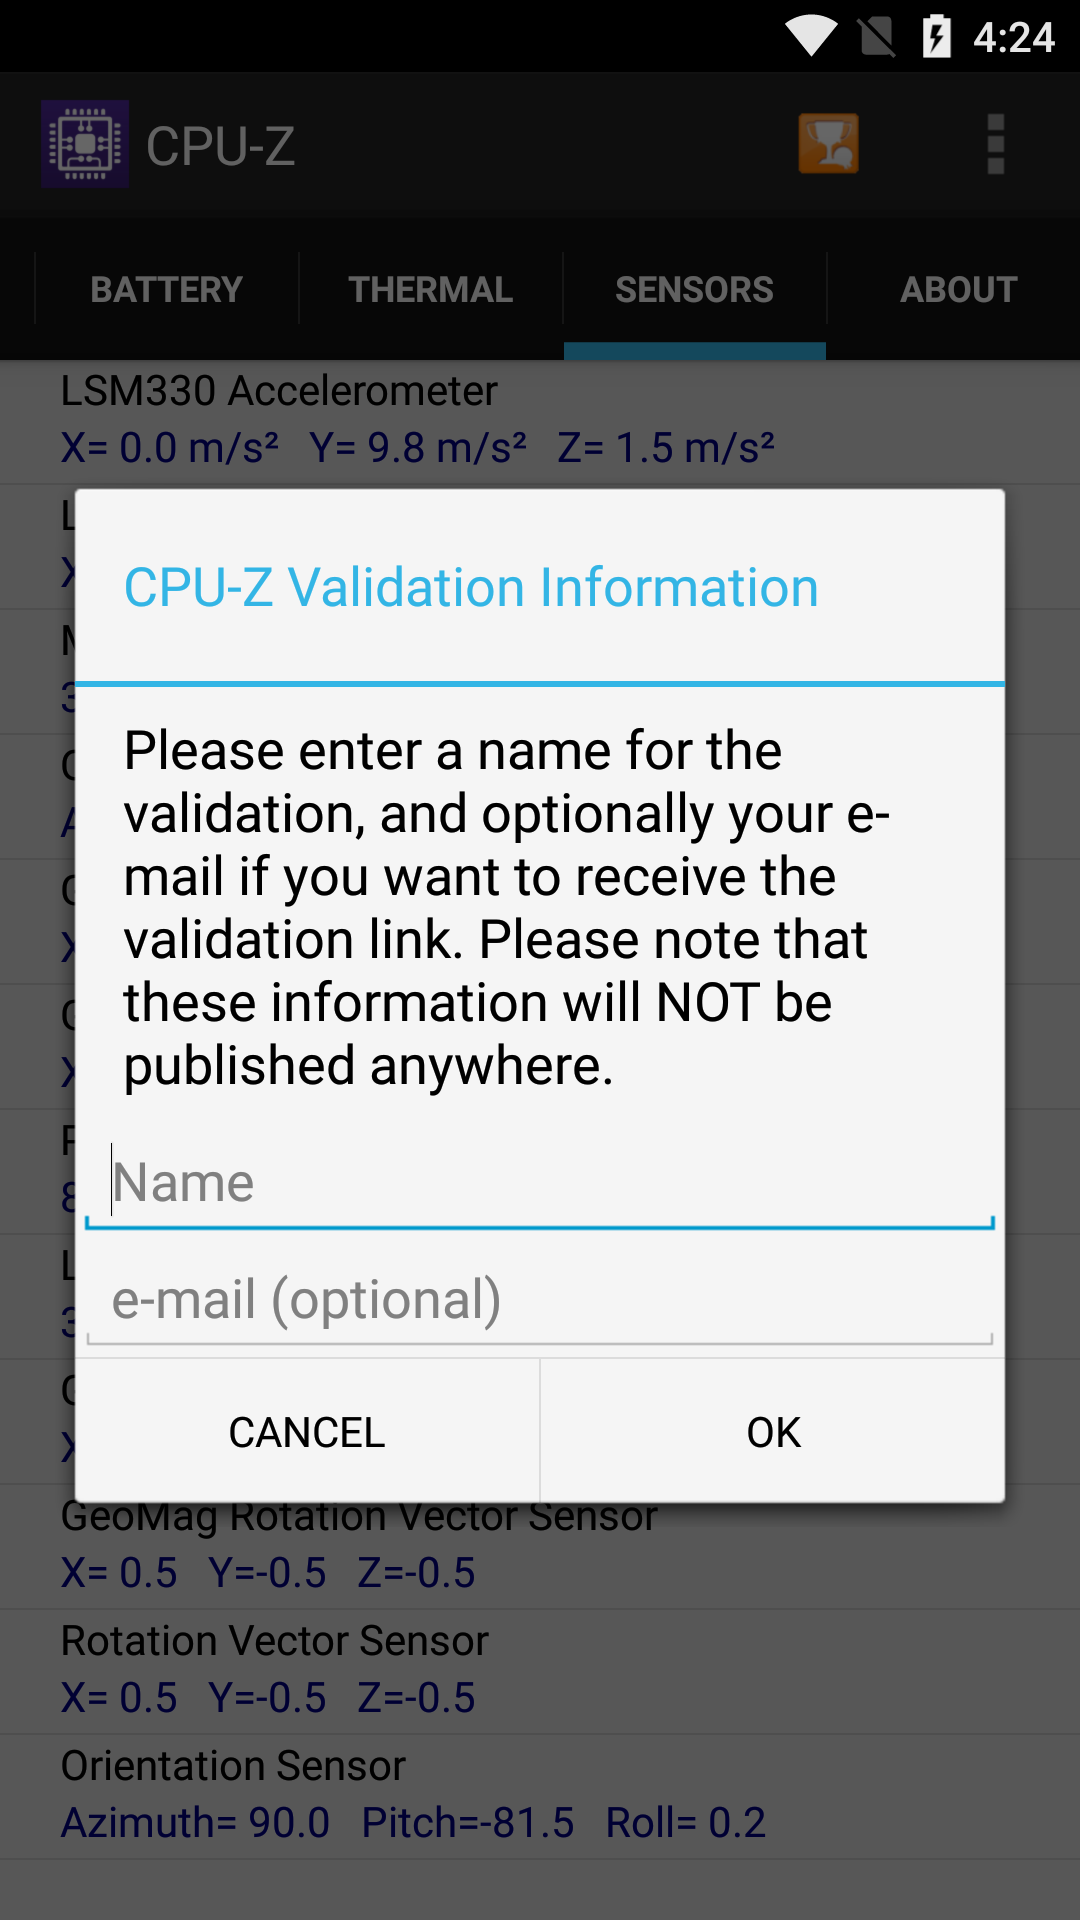 4:24
CPU-Z
BATTERY
THERMAL
SENSORS
ABOUT
LSM330 Accelerometer
X= 0.0 m/s² Y= 9.8 m/s² Z= 1.5 m/s²
CPU-Z Validation Information
Please enter a name for the
validation, and optionally your e-
mail if you want to receive the
validation link. Please note that
these information will NOT be
published anywhere.
Name
e-mail (optional)
CANCEL
OK
GeoMag Rotation Vector Sensor
X= 0.5 Y=-0.5 Z=-0.5
Rotation Vector Sensor
X= 0.5 Y=-0.5 Z=-0.5
Orientation Sensor
Azimuth= 90.0 Pitch=-81.5 Roll= 0.2